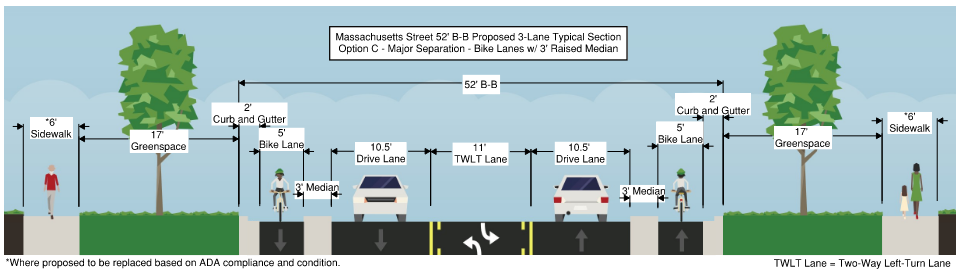 Massachusetts Street 52' B-B Proposed 3-Lane Typical Section
Option C - Major Separation - Bike Lanes w/ 3' Raised Median
52' B-B
2'
Curb and Gutter
2'
Curb and Gutter
*6'
Sidewalk
17'
Greenspace
5'
Bike Lane
10.5'
Drive Lane
11'
TWLT Lane
10.5'
Drive Lane
5'
Bike Lane
17'
Greenspace
*6'
Sidewalk
3' Median
3' Median
*Where proposed to be replaced based on ADA compliance and condition.
TWLT Lane = Two-Way Left-Turn Lane